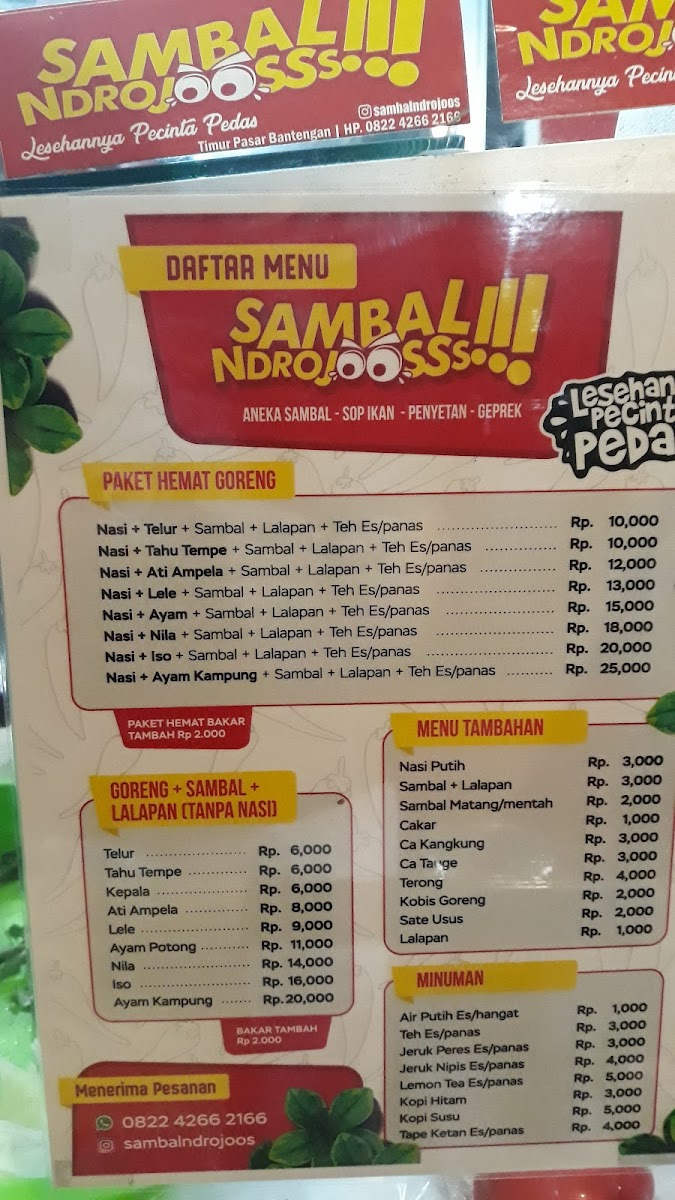 SAMBAL!!!
NDROJOOSSS...
Lesehannya Pecinta Pedas
sambalndrojoos
Timur Pasar Bantengan | HP. 0822 4266 2166
SAM
NDROJO
Lesehannya Pecint
DAFTAR MENU
SAMBAL!!!
NDROJOOSSS...
ANEKA SAMBAL - SOP IKAN - PENYETAN - GEPREK
Lesehan
Pecint
PEDA
PAKET HEMAT GORENG
Nasi + Telur + Sambal + Lalapan + Teh Es/panas Rp. 10,000
Nasi + Tahu Tempe + Sambal + Lalapan + Teh Es/panas Rp. 10,000
Nasi + Ati Ampela + Sambal + Lalapan + Teh Es/panas Rp. 12,000
Nasi + Lele + Sambal + Lalapan + Teh Es/panas Rp. 13,000
Nasi + Ayam + Sambal + Lalapan + Teh Es/panas Rp. 15,000
Nasi + Nila + Sambal + Lalapan + Teh Es/panas Rp. 18,000
Nasi + Iso + Sambal + Lalapan + Teh Es/panas Rp. 20,000
Nasi + Ayam Kampung + Sambal + Lalapan + Teh Es/panas Rp. 25,000
PAKET HEMAT BAKAR
TAMBAH Rp 2.000
GORENG + SAMBAL +
LALAPAN (TANPA NASI)
Telur Rp. 6,000
Tahu Tempe Rp. 6,000
Kepala Rp. 6,000
Ati Ampela Rp. 8,000
Lele Rp. 9,000
Ayam Potong Rp. 11,000
Nila Rp. 14,000
Iso Rp. 16,000
Ayam Kampung Rp. 20,000
BAKAR TAMBAH
Rp 2.000
MENU TAMBAHAN
Nasi Putih Rp. 3,000
Sambal + Lalapan Rp. 3,000
Sambal Matang/mentah Rp. 2,000
Cakar Rp. 1,000
Ca Kangkung Rp. 3,000
Ca Tauge Rp. 3,000
Terong Rp. 4,000
Kobis Goreng Rp. 2,000
Sate Usus Rp. 2,000
Lalapan Rp. 1,000
MINUMAN
Air Putih Es/hangat Rp. 1,000
Teh Es/panas Rp. 3,000
Jeruk Peres Es/panas Rp. 3,000
Jeruk Nipis Es/panas Rp. 4,000
Lemon Tea Es/panas Rp. 5,000
Kopi Hitam Rp. 3,000
Kopi Susu Rp. 5,000
Tape Ketan Es/panas Rp. 4,000
Menerima Pesanan
0822 4266 2166
sambalndrojoos